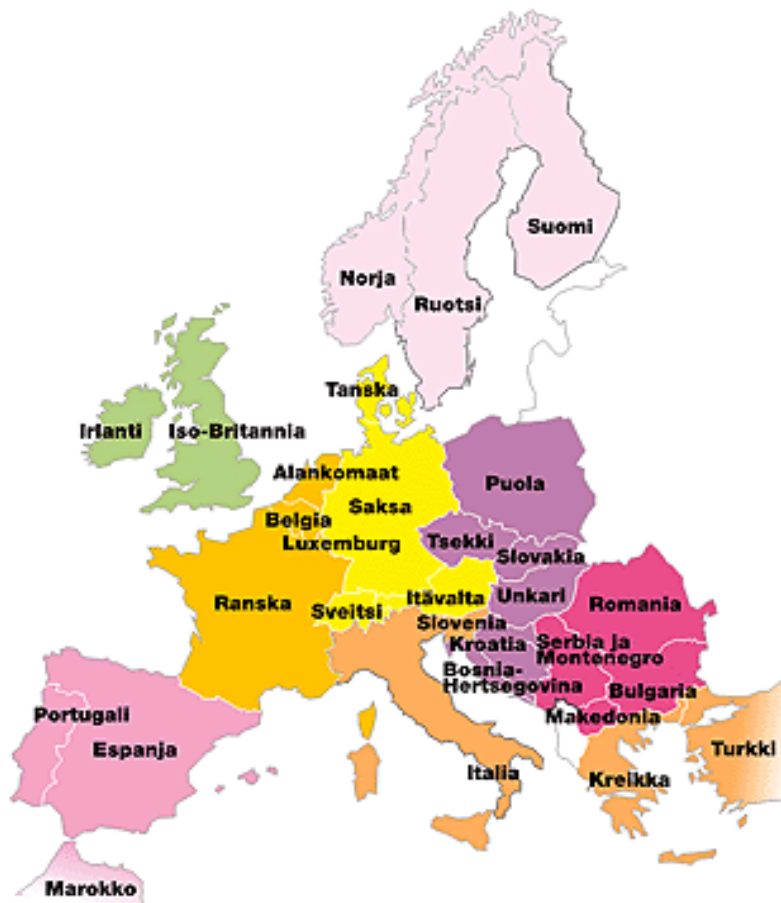 Suomi
Norja
Ruotsi
Tanska
Irlanti
Iso-Britannia
Alankomaat
Puola
Saksa
Belgia
Tsekki
Luxemburg
Slovakia
Itävalta
Unkari
Ranska
Sveitsi
Romania
Slovenia
Kroatia
Serbia ja
Montenegro
Bosnia-
Hertsegovina
Bulgaria
Portugali
Makedonia
Espanja
Turkki
Italia
Kreikka
Marokko